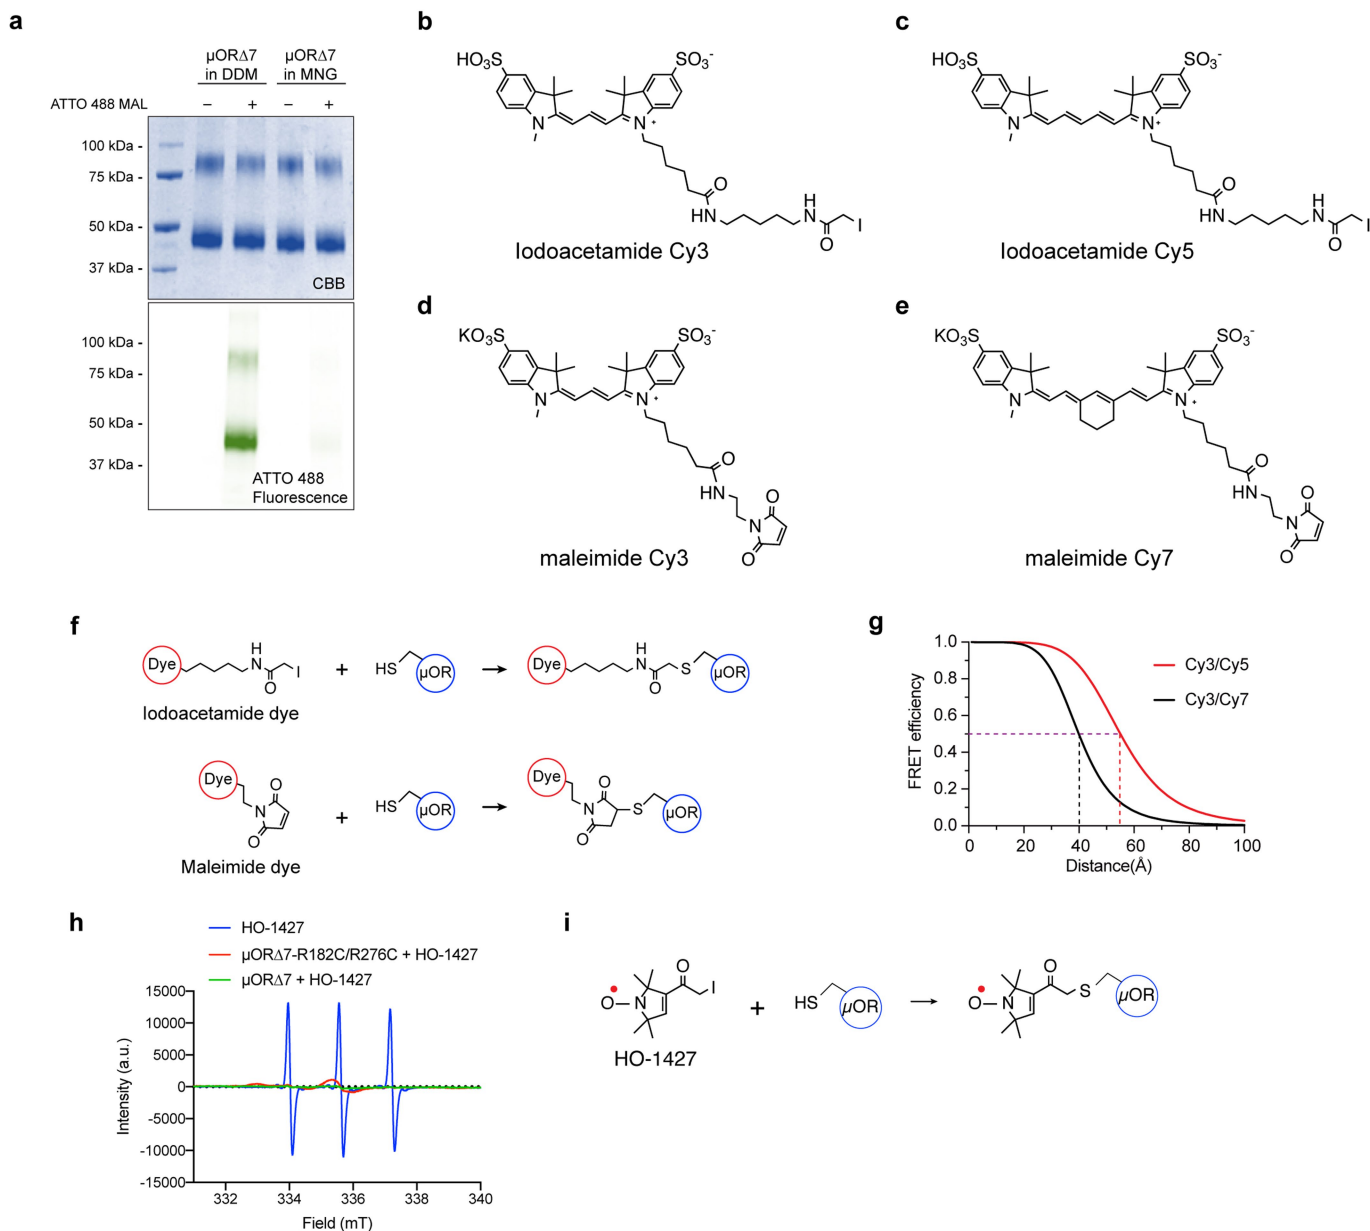 a
µORΔ7 µORΔ7
in DDM in MNG
ATTO 488 MAL – + – +
100 kDa -
75 kDa -
50 kDa -
37 kDa -
CBB
100 kDa -
75 kDa -
50 kDa -
37 kDa -
ATTO 488
Fluorescence
b
HO₃S SO₃⁻
N N +
O
HN
H
N
O
I
Iodoacetamide Cy3
c
HO₃S SO₃⁻
N N +
O
HN
H
N
O
I
Iodoacetamide Cy5
d
KO₃S SO₃⁻
N N +
O
HN
O
N
O
maleimide Cy3
e
KO₃S SO₃⁻
N N +
O
HN
O
N
O
maleimide Cy7
f
Dye H N O I + HS µOR Dye H N O S µOR
Iodoacetamide dye
Dye O N O + HS µOR Dye O N O S µOR
Maleimide dye
g
FRET efficiency
1.0
0.8
0.6
0.4
0.2
0.0
0 20 40 60 80 100
Distance(Å)
Cy3/Cy5
Cy3/Cy7
h
HO-1427
µORΔ7-R182C/R276C + HO-1427
µORΔ7 + HO-1427
Intensity (a.u.)
15000
10000
5000
0
-5000
-10000
-15000
332 334 336 338 340
Field (mT)
i
O N O I + HS µOR O N O S µOR
HO-1427